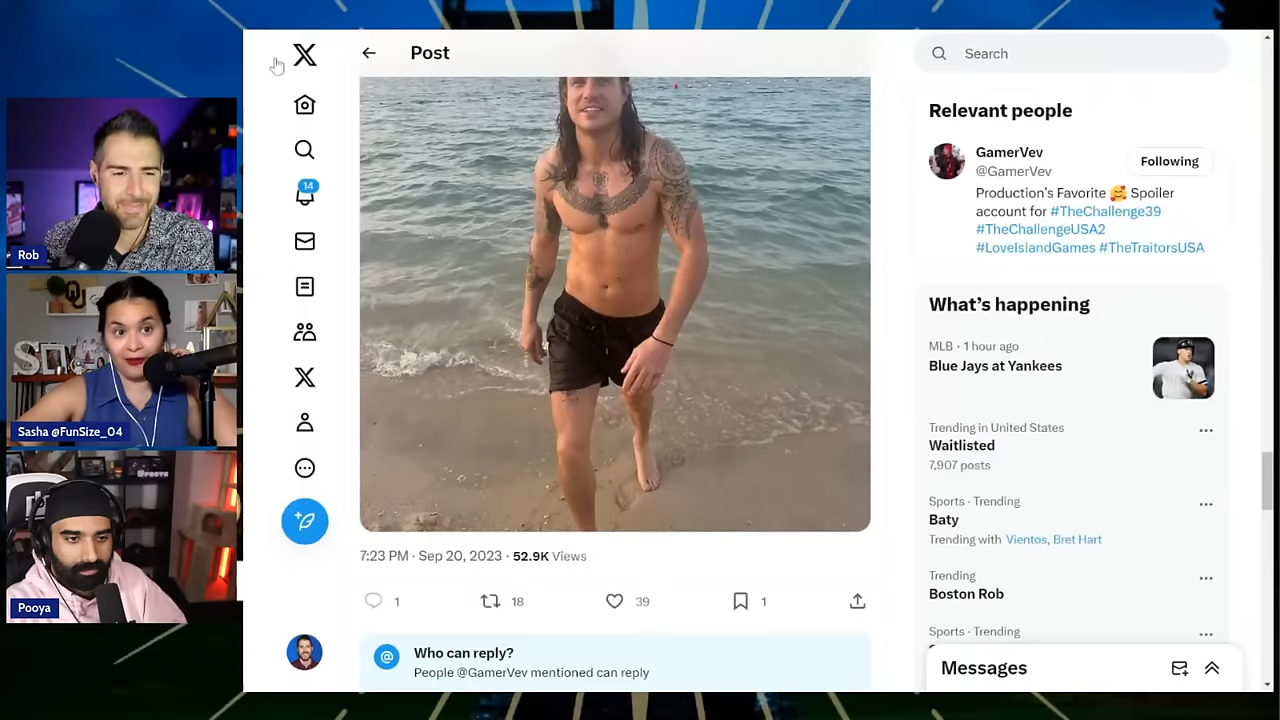 Post
Search
Relevant people
GamerVev
@GamerVev
Following
Production's Favorite 🥰 Spoiler
account for #TheChallenge39
#TheChallengeUSA2
#LoveIslandGames #TheTraitorsUSA
What's happening
MLB · 1 hour ago
Blue Jays at Yankees
Trending in United States
Waitlisted
7,907 posts
Sports · Trending
Baty
Trending with Vientos, Bret Hart
Trending
Boston Rob
Sports · Trending
Messages
14
7:23 PM · Sep 20, 2023 · 52.9K Views
1 18 39 1
Who can reply?
People @GamerVev mentioned can reply
Rob
Sasha @FunSize_04
Pooya